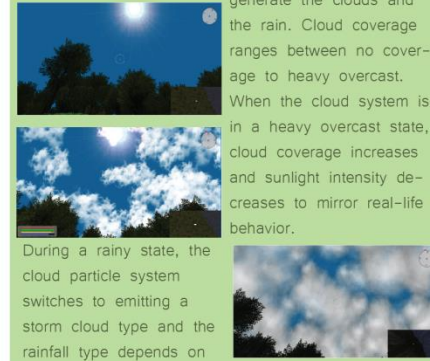 generate the clouds and
the rain. Cloud coverage
ranges between no cover-
age to heavy overcast.
When the cloud system is
in a heavy overcast state,
cloud coverage increases
and sunlight intensity de-
creases to mirror real-life
behavior.
During a rainy state, the
cloud particle system
switches to emitting a
storm cloud type and the
rainfall type depends on